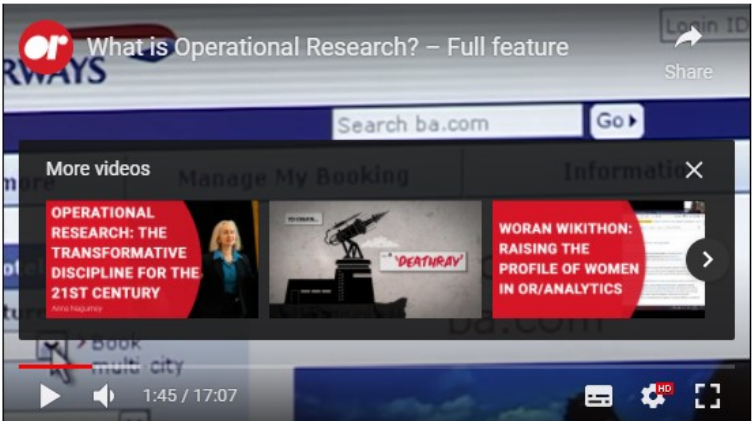 or
What is Operational Research? – Full feature
Login ID
Share
RWAYS
Search ba.com
Go
More videos
more
Manage My Booking
Information
OPERATIONAL
RESEARCH: THE
TRANSFORMATIVE
DISCIPLINE FOR THE
21ST CENTURY
Anna Nagurney
'DEATHRAY'
WORAN WIKITHON:
RAISING THE
PROFILE OF WOMEN
IN OR/ANALYTICS
ba.com
Book
multi-city
1:45 / 17:07
HD